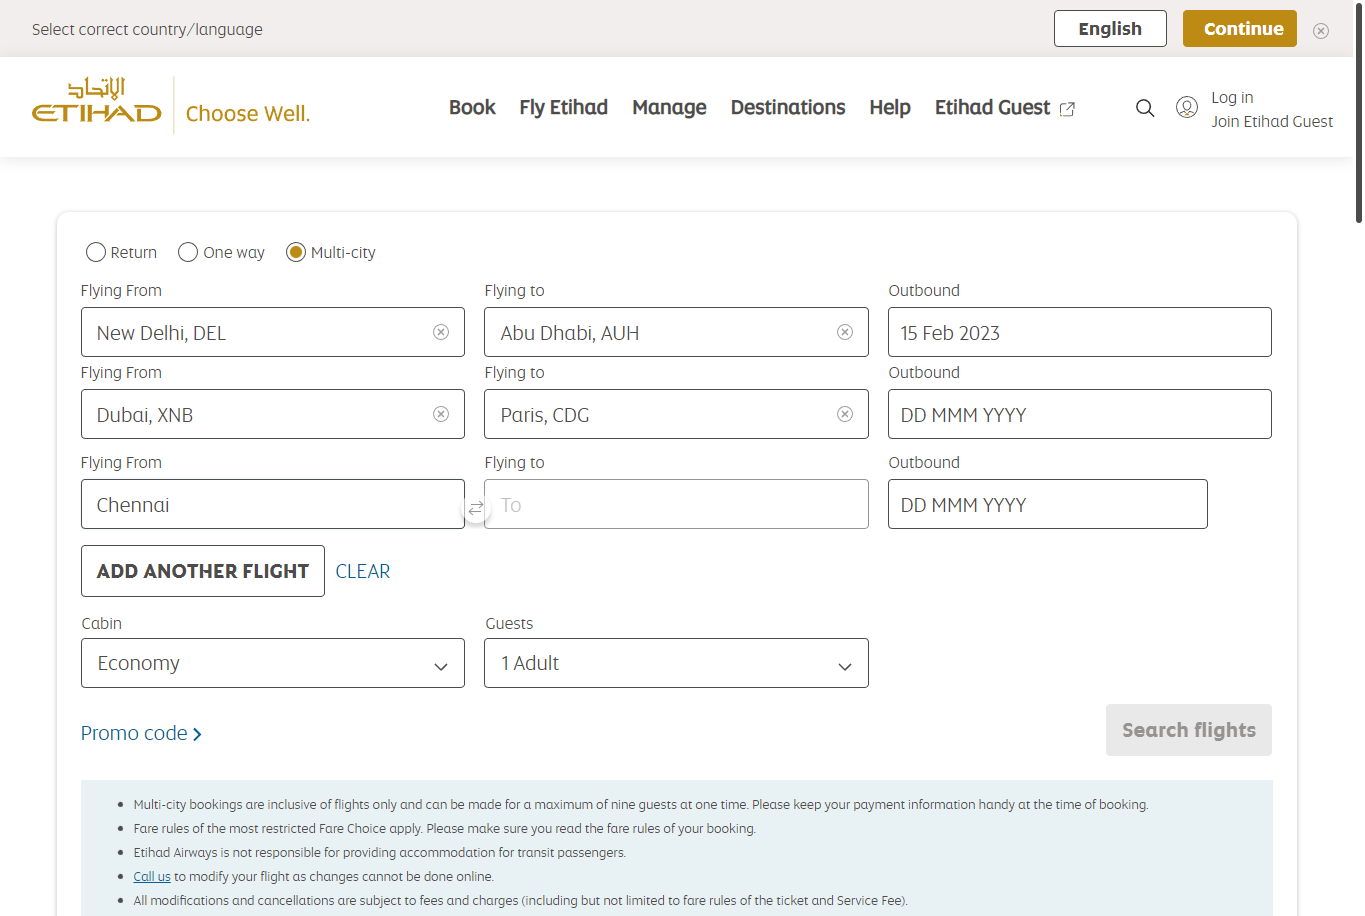 Select correct country/language
English
Continue
الإتحاد
ETIHAD
Choose Well.
Book
Fly Etihad
Manage
Destinations
Help
Etihad Guest
Log in
Join Etihad Guest
Return
One way
Multi-city
Flying From
Flying to
Outbound
New Delhi, DEL
Abu Dhabi, AUH
15 Feb 2023
Flying From
Flying to
Outbound
Dubai, XNB
Paris, CDG
DD MMM YYYY
Flying From
Flying to
Outbound
Chennai
To
DD MMM YYYY
ADD ANOTHER FLIGHT
CLEAR
Cabin
Guests
Economy
1 Adult
Promo code
Search flights
Multi-city bookings are inclusive of flights only and can be made for a maximum of nine guests at one time. Please keep your payment information handy at the time of booking.
Fare rules of the most restricted Fare Choice apply. Please make sure you read the fare rules of your booking.
Etihad Airways is not responsible for providing accommodation for transit passengers.
Call us to modify your flight as changes cannot be done online.
All modifications and cancellations are subject to fees and charges (including but not limited to fare rules of the ticket and Service Fee).